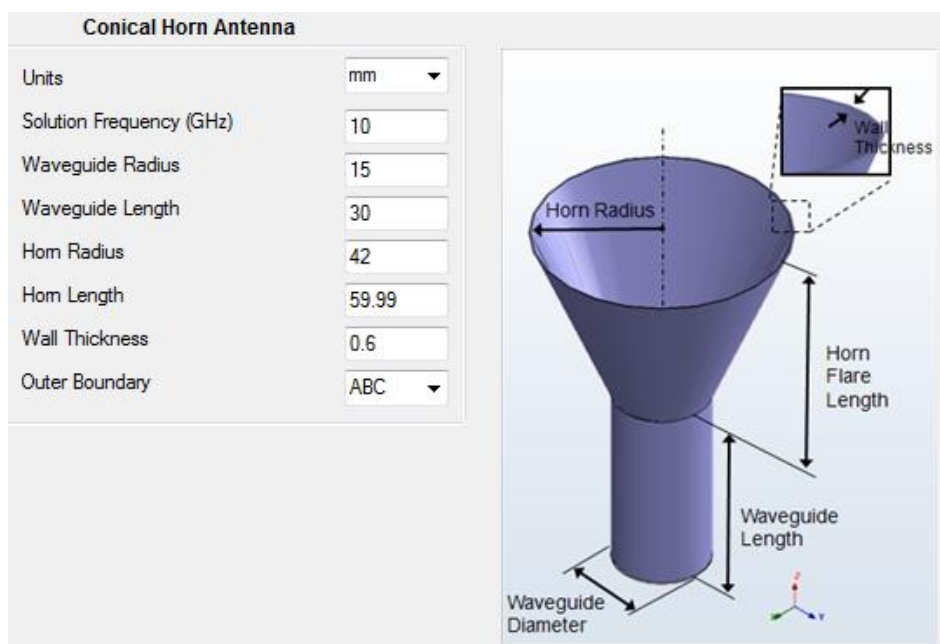 Conical Horn Antenna
Units
mm
Solution Frequency (GHz)
10
Waveguide Radius
15
Waveguide Length
30
Horn Radius
42
Horn Length
59.99
Wall Thickness
0.6
Outer Boundary
ABC
Wall
Thickness
Horn Radius
Horn
Flare
Length
Waveguide
Length
Waveguide
Diameter
Z
X
Y